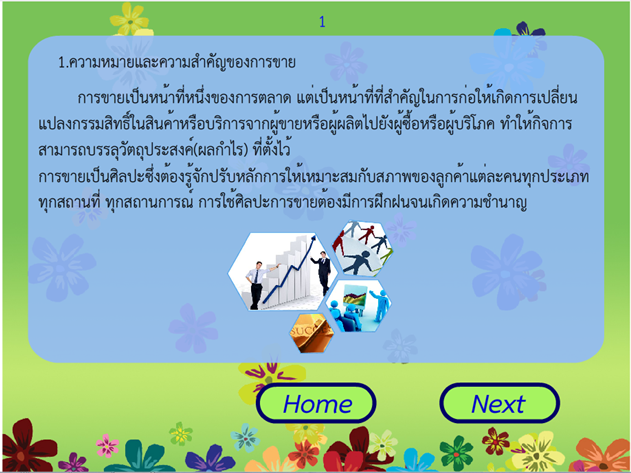 1
1.ความหมายและความสำคัญของการขาย
การขายเป็นหน้าที่หนึ่งของการตลาด แต่เป็นหน้าที่ที่สำคัญในการก่อให้เกิดการเปลี่ยน
แปลงกรรมสิทธิ์ในสินค้าหรือบริการจากผู้ขายหรือผู้ผลิตไปยังผู้ซื้อหรือผู้บริโภค ทำให้กิจการ
สามารถบรรลุวัตถุประสงค์(ผลกำไร) ที่ตั้งไว้
การขายเป็นศิลปะซึ่งต้องรู้จักปรับหลักการให้เหมาะสมกับสภาพของลูกค้าแต่ละคนทุกประเภท
ทุกสถานที่ ทุกสถานการณ์ การใช้ศิลปะการขายต้องมีการฝึกฝนจนเกิดความชำนาญ
Home
Next